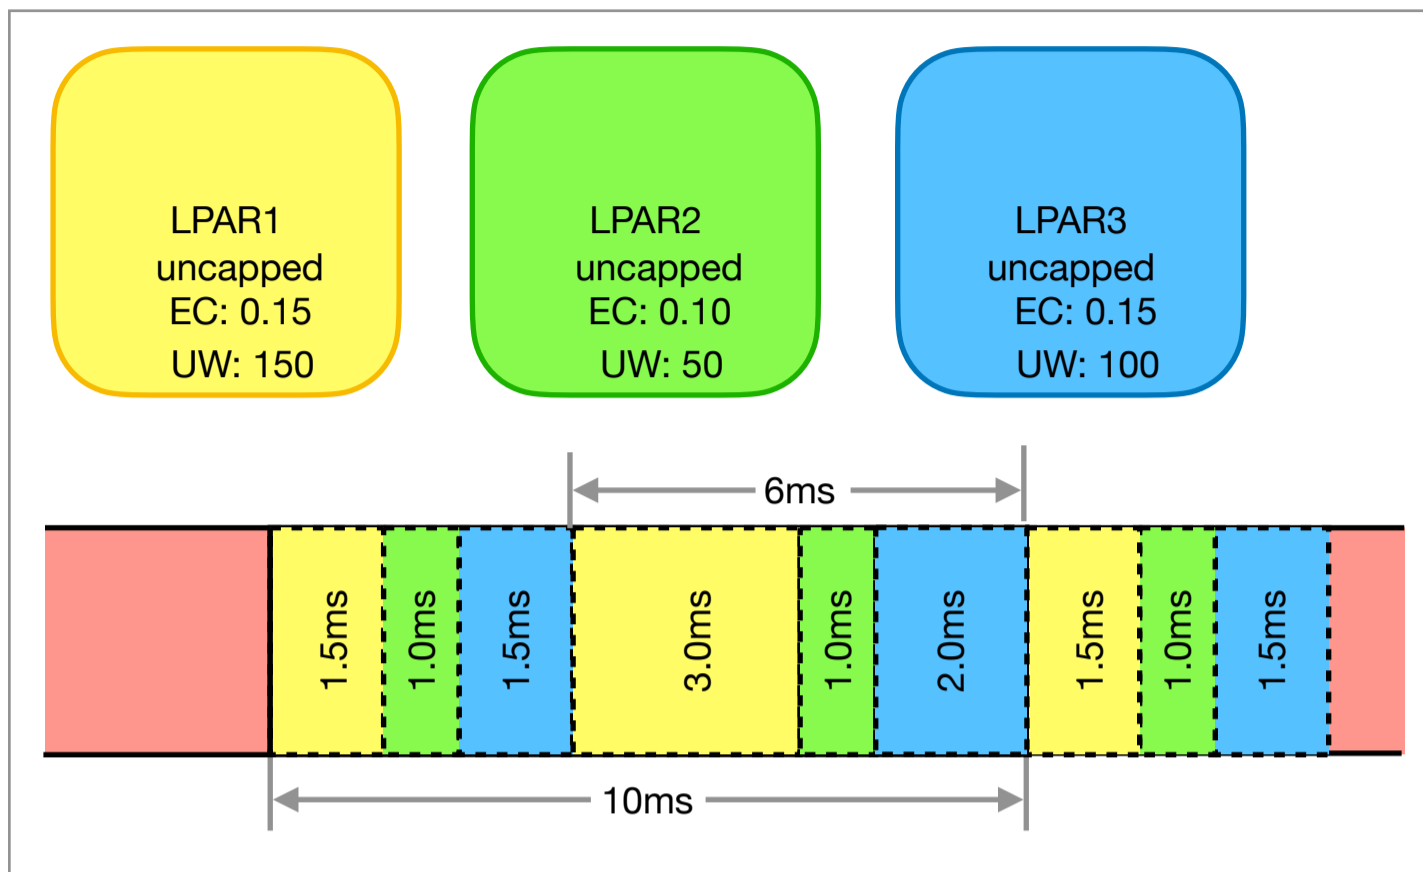 LPAR1
uncapped
EC: 0.15
UW: 150
LPAR2
uncapped
EC: 0.10
UW: 50
LPAR3
uncapped
EC: 0.15
UW: 100
6ms
1.5ms
1.0ms
1.5ms
3.0ms
1.0ms
2.0ms
1.5ms
1.0ms
1.5ms
10ms